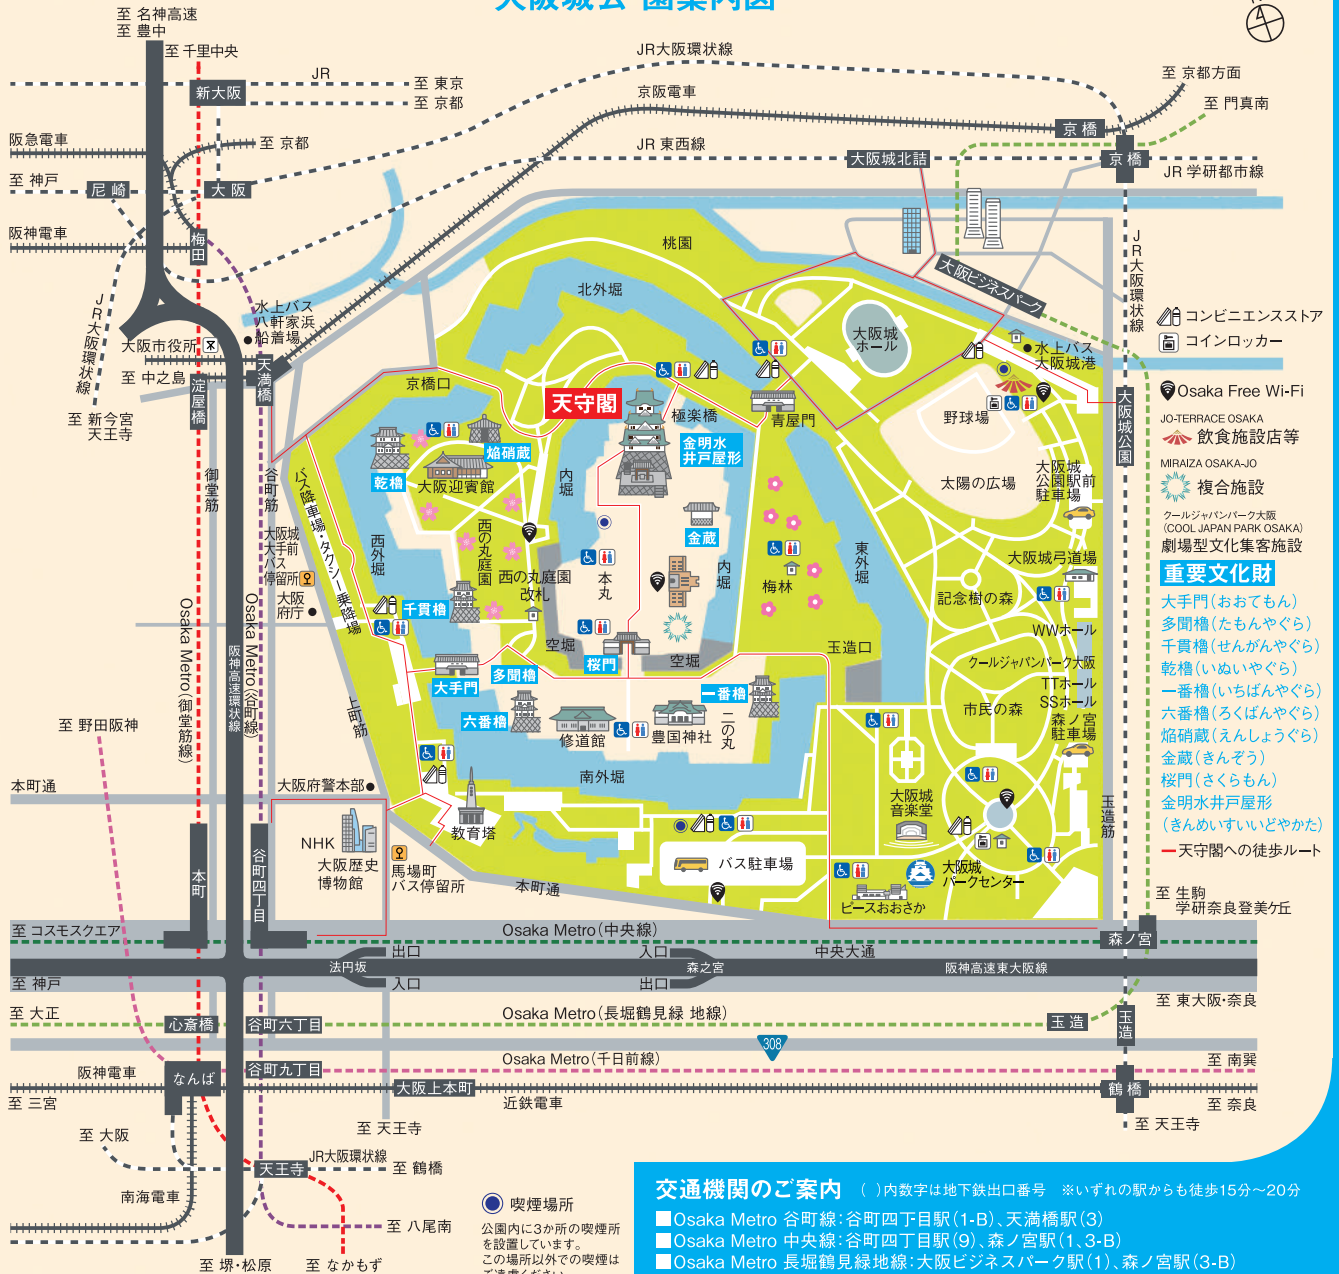 大阪城公園案内図
至 名神高速
至 豊中
至 千里中央
JR
至 東京
新大阪
至 京都
阪急電車
至 京都
至 神戸
尼崎
大阪
阪神電車
梅田
JR大阪環状線
京阪電車
JR 東西線
大阪城北詰
至 京都方面
至 門真南
京橋
京橋
JR 学研都市線
JR大阪環状線
大阪ビジネスパーク
JR大阪環状線
水上バス
八軒家浜
船着場
大阪市役所
至 中之島
淀屋橋
天満橋
至 新今宮
天王寺
御堂筋
谷町筋
バス降車場・タクシー乗降場
大阪城
大手前
バス
停留所
大阪
府庁
Osaka Metro(御堂筋線)
Osaka Metro(谷町線)
阪神高速環状線
上町筋
桃園
北外堀
京橋口
天守閣
極楽橋
金明水
井戸屋形
青屋門
大阪城
ホール
水上バス
大阪城港
野球場
太陽の広場
大阪城
公園駅前
駐車場
大阪城公園
乾櫓
焔硝蔵
大阪迎賓館
内堀
西外堀
西の丸庭園
西の丸庭園
改札
本丸
金蔵
内堀
梅林
東外堀
大阪城弓道場
記念樹の森
WWホール
クールジャパンパーク大阪
TTホール
SSホール
千貫櫓
空堀
桜門
空堀
玉造口
大手門
多聞櫓
六番櫓
一番櫓
修道館
豊国神社
二の丸
南外堀
市民の森
森ノ宮
駐車場
大阪城
音楽堂
玉造筋
至 野田阪神
本町通
大阪府警本部
教育塔
NHK
大阪歴史
博物館
馬場町
バス停留所
本町通
バス駐車場
大阪城
パークセンター
ピースおおさか
本町
谷町四丁目
至 コスモスクエア
Osaka Metro(中央線)
森ノ宮
至 生駒
学研奈良登美ケ丘
出口
法円坂
入口
入口
森之宮
出口
中央大通
阪神高速東大阪線
至 神戸
至 東大阪・奈良
至 大正
心斎橋
谷町六丁目
Osaka Metro(長堀鶴見緑 地線)
玉造
玉造
308
Osaka Metro(千日前線)
至 南巽
阪神電車
なんば
谷町九丁目
大阪上本町
近鉄電車
鶴橋
至 三宮
至 奈良
至 天王寺
至 天王寺
至 大阪
JR大阪環状線
天王寺
至 鶴橋
南海電車
至 八尾南
至 堺・松原
至 なかもず
コンビニエンスストア
コインロッカー
Osaka Free Wi-Fi
JO-TERRACE OSAKA
飲食施設店等
MIRAIZA OSAKA-JO
複合施設
クールジャパンパーク大阪
(COOL JAPAN PARK OSAKA)
劇場型文化集客施設
重要文化財
大手門(おおてもん)
多聞櫓(たもんやぐら)
千貫櫓(せんがんやぐら)
乾櫓(いぬいやぐら)
一番櫓(いちばんやぐら)
六番櫓(ろくばんやぐら)
焔硝蔵(えんしょうぐら)
金蔵(きんぞう)
桜門(さくらもん)
金明水井戸屋形
(きんめいすいいどやかた)
天守閣への徒歩ルート
喫煙場所
公園内に3か所の喫煙所
を設置しています。
この場所以外での喫煙は
ご遠慮ください
交通機関のご案内 ( )内数字は地下鉄出口番号 ※いずれの駅からも徒歩15分～20分
■Osaka Metro 谷町線：谷町四丁目駅(1-B)、天満橋駅(3)
■Osaka Metro 中央線：谷町四丁目駅(9)、森ノ宮駅(1、3-B)
■Osaka Metro 長堀鶴見緑地線：大阪ビジネスパーク駅(1)、森ノ宮駅(3-B)